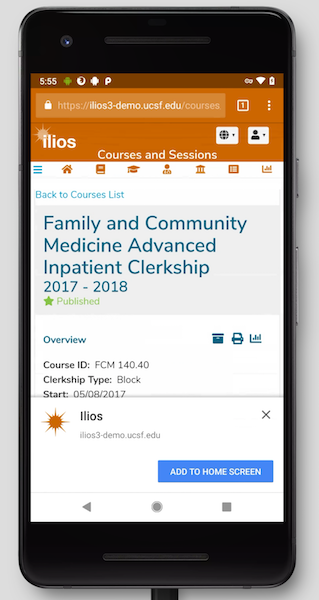 5:55
https://ilios3-demo.ucsf.edu/courses
1
ilios
Courses and Sessions
Back to Courses List
Family and Community
Medicine Advanced
Inpatient Clerkship
2017 - 2018
Published
Overview
Course ID: FCM 140.40
Clerkship Type: Block
Start: 05/08/2017
Ilios
ilios3-demo.ucsf.edu
ADD TO HOME SCREEN